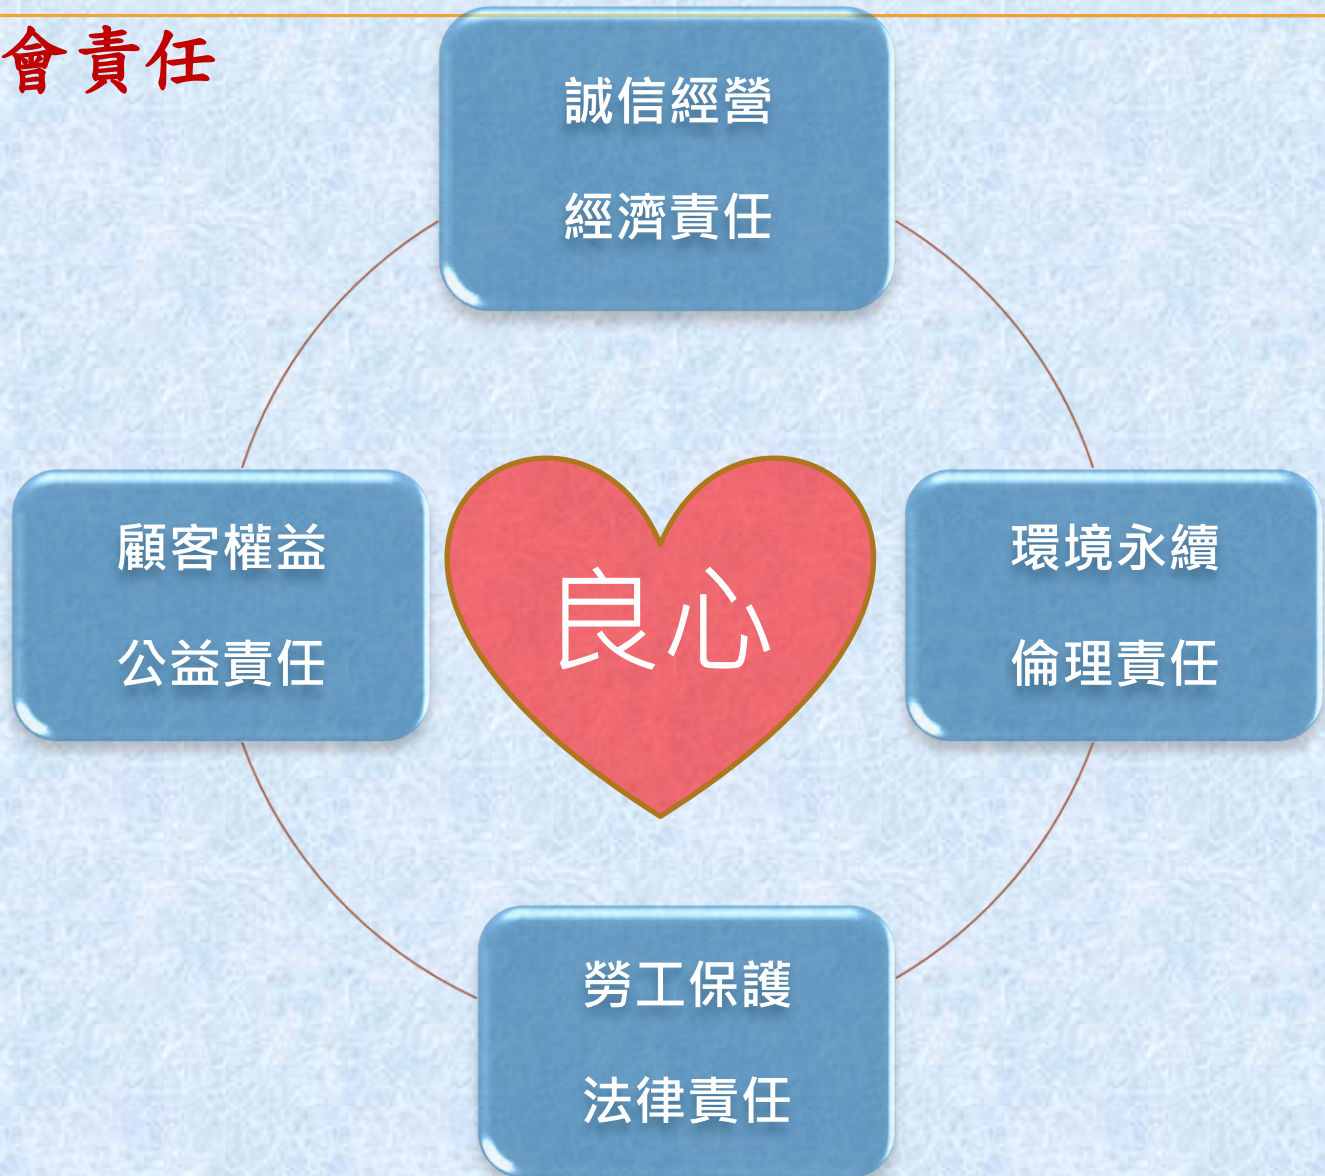 會責任
誠信經營
經濟責任
顧客權益
公益責任
良心
環境永續
倫理責任
勞工保護
法律責任